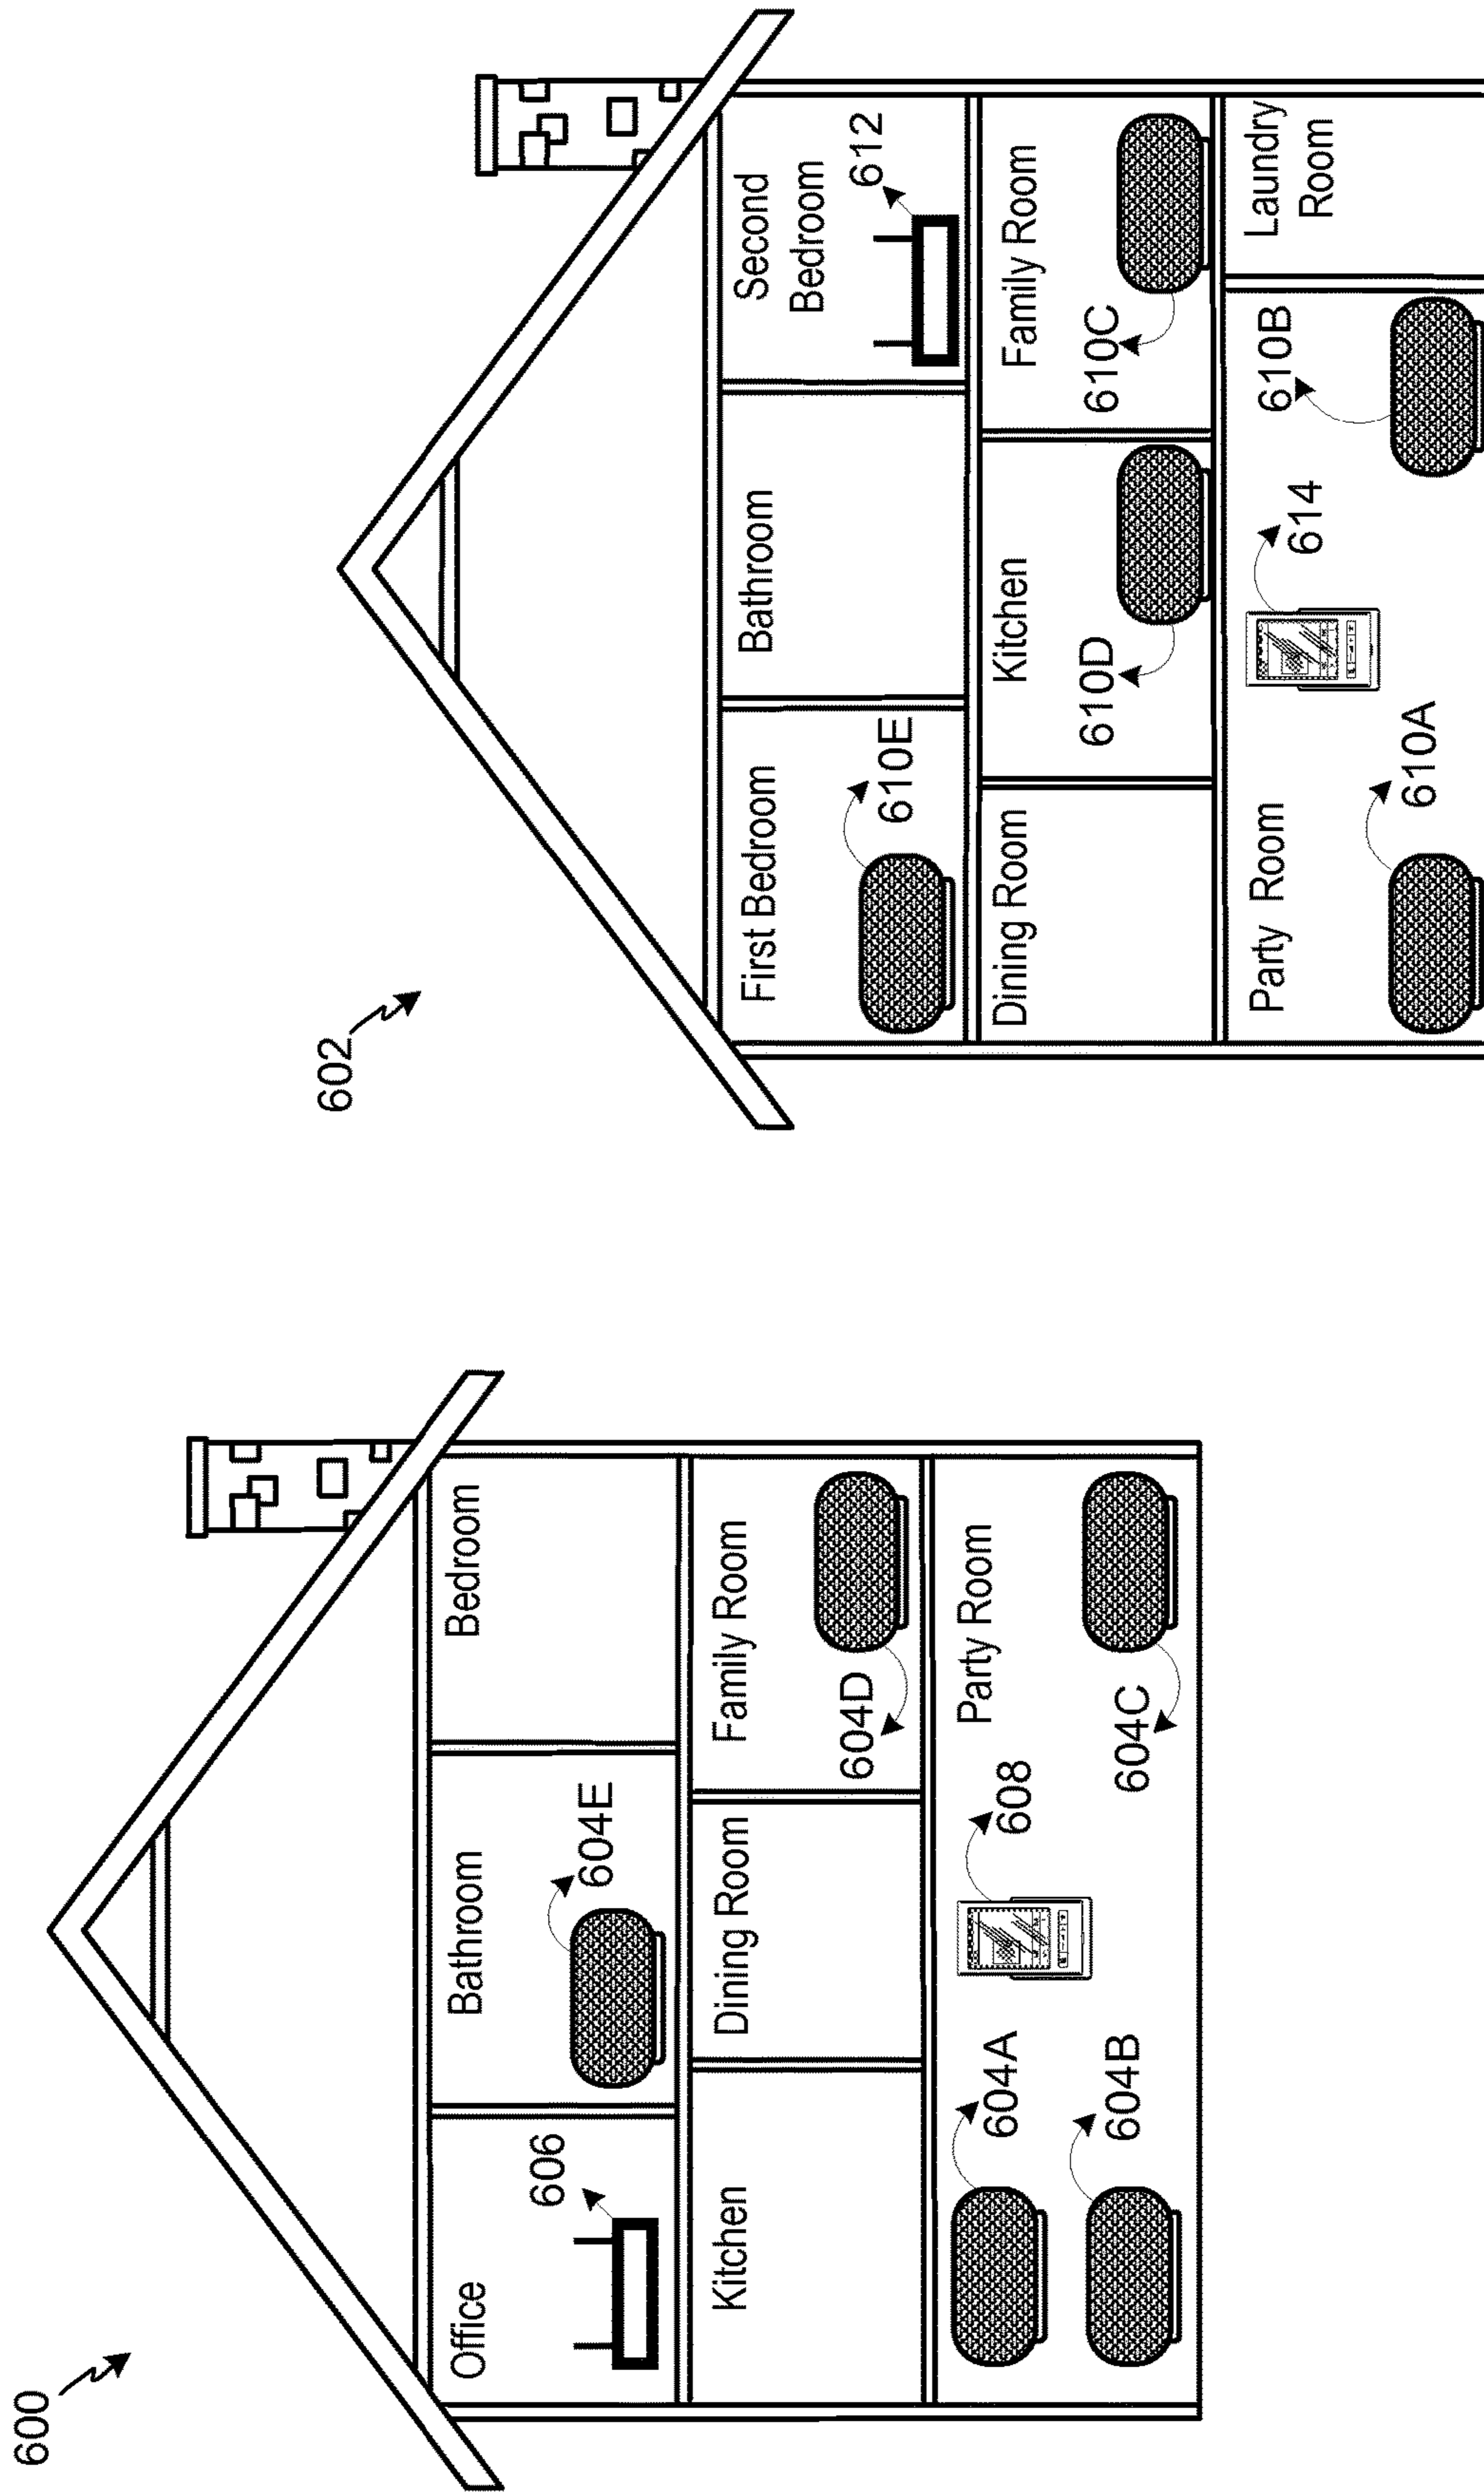 600
Office
606
Bathroom
604E
Bedroom
Kitchen
Dining Room
Family Room
604D
604A
604B
608
Party Room
604C
602
First Bedroom
610E
Bathroom
Second
Bedroom
612
Dining Room
Kitchen
610D
Family Room
610C
Party Room
610A
614
610B
Laundry
Room